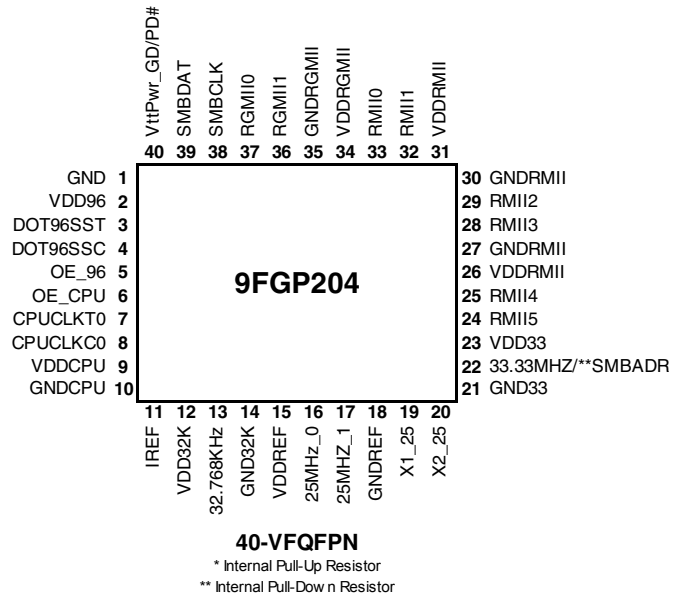 VttPwr_GD/PD#
SMBDAT
SMBCLK
RGMII0
RGMII1
GNDRGMII
VDDRGMII
RMII0
RMII1
VDDRMII
40 39 38 37 36 35 34 33 32 31
GND 1
VDD96 2
DOT96SST 3
DOT96SSC 4
OE_96 5
OE_CPU 6
CPUCLKT0 7
CPUCLKC0 8
VDDCPU 9
GNDCPU 10
9FGP204
30 GNDRMII
29 RMII2
28 RMII3
27 GNDRMII
26 VDDRMII
25 RMII4
24 RMII5
23 VDD33
22 33.33MHZ/**SMBADR
21 GND33
11 12 13 14 15 16 17 18 19 20
IREF
VDD32K
32.768KHz
GND32K
VDDREF
25MHz_0
25MHZ_1
GNDREF
X1_25
X2_25
40-VFQFPN
* Internal Pull-Up Resistor
** Internal Pull-Down Resistor